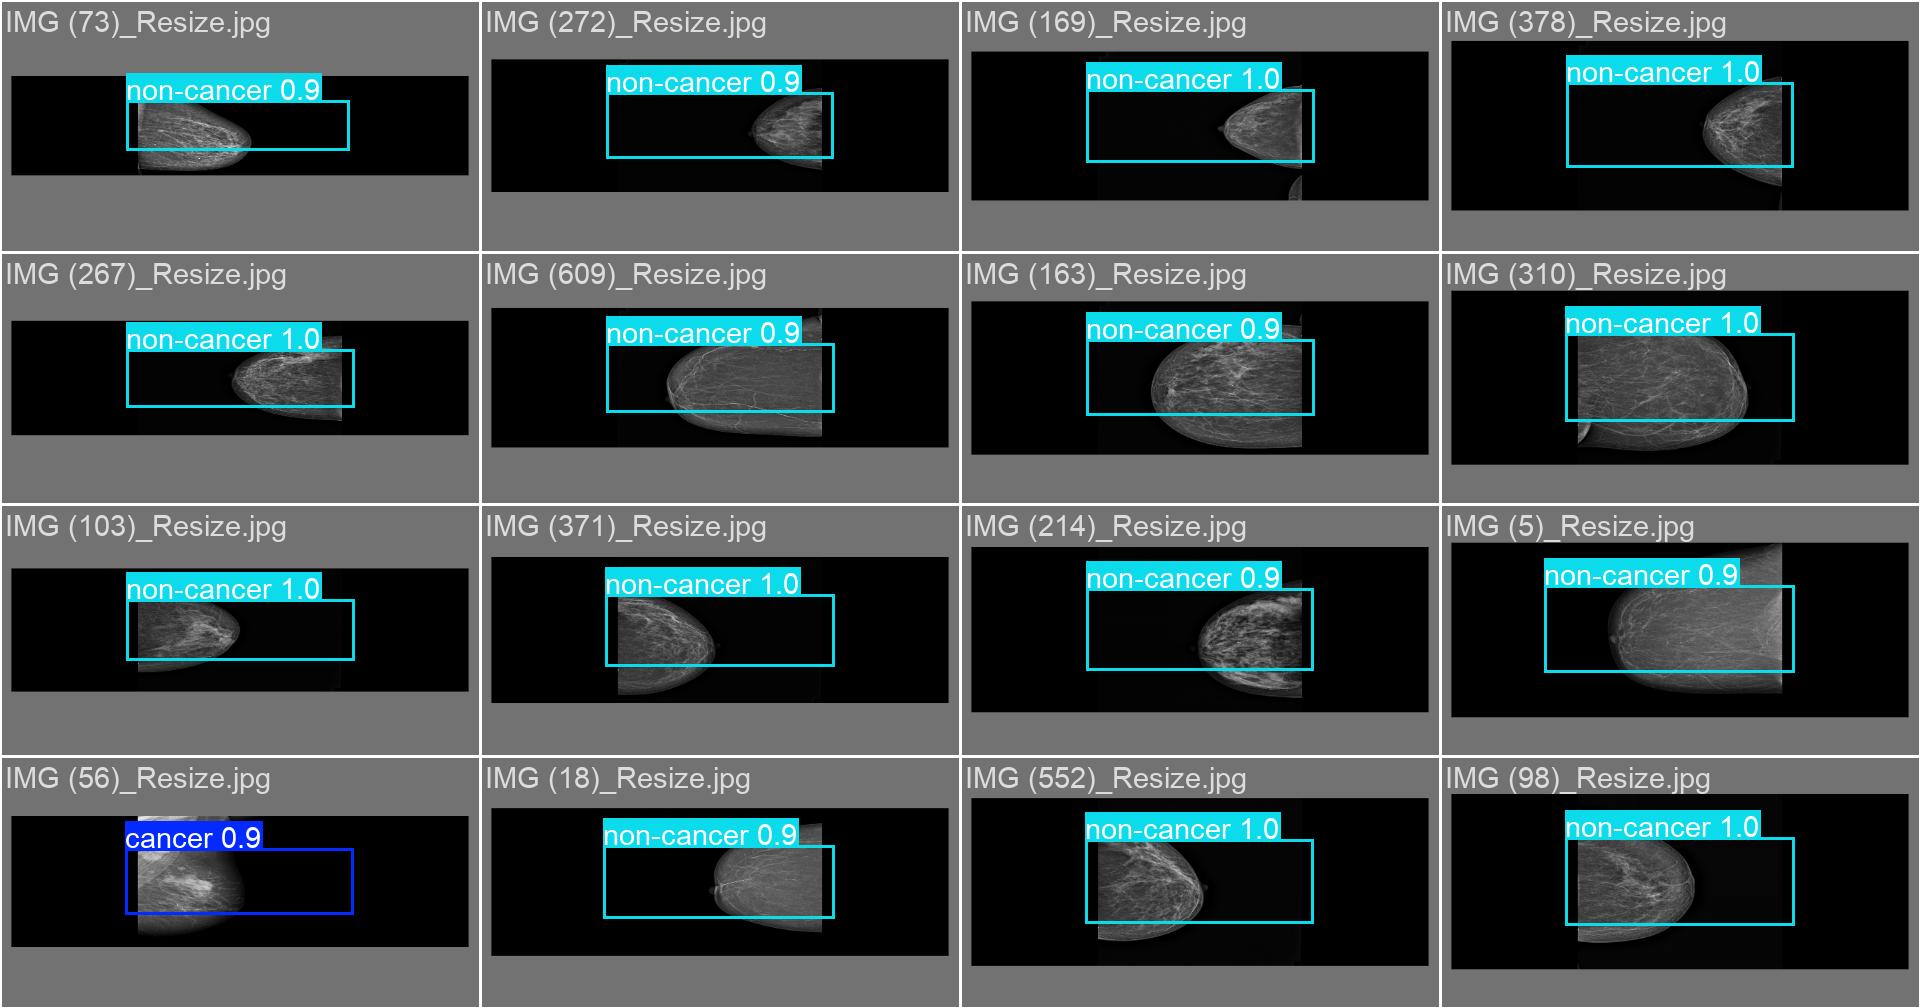 IMG (73)_Resize.jpg
non-cancer 0.9
IMG (272)_Resize.jpg
non-cancer 0.9
IMG (169)_Resize.jpg
non-cancer 1.0
IMG (378)_Resize.jpg
non-cancer 1.0
IMG (267)_Resize.jpg
non-cancer 1.0
IMG (609)_Resize.jpg
non-cancer 0.9
IMG (163)_Resize.jpg
non-cancer 0.9
IMG (310)_Resize.jpg
non-cancer 1.0
IMG (103)_Resize.jpg
non-cancer 1.0
IMG (371)_Resize.jpg
non-cancer 1.0
IMG (214)_Resize.jpg
non-cancer 0.9
IMG (5)_Resize.jpg
non-cancer 0.9
IMG (56)_Resize.jpg
cancer 0.9
IMG (18)_Resize.jpg
non-cancer 0.9
IMG (552)_Resize.jpg
non-cancer 1.0
IMG (98)_Resize.jpg
non-cancer 1.0